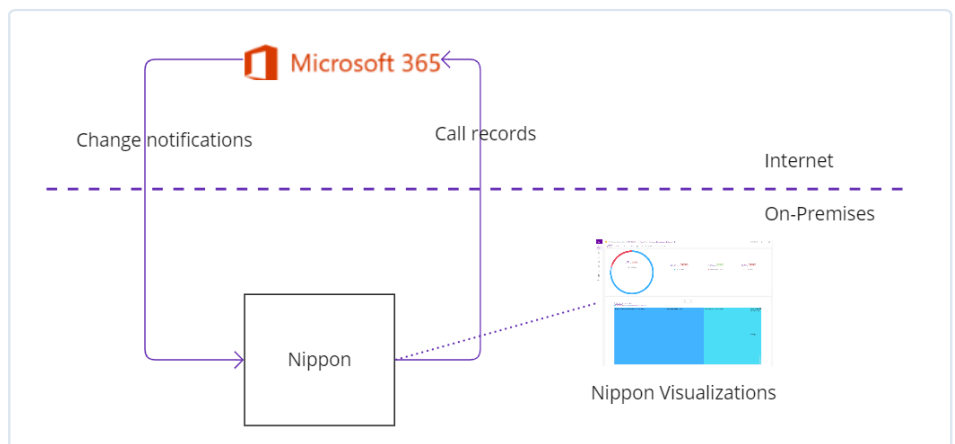 Microsoft 365
Change notifications
Call records
Internet
On-Premises
Nippon
Nippon Visualizations